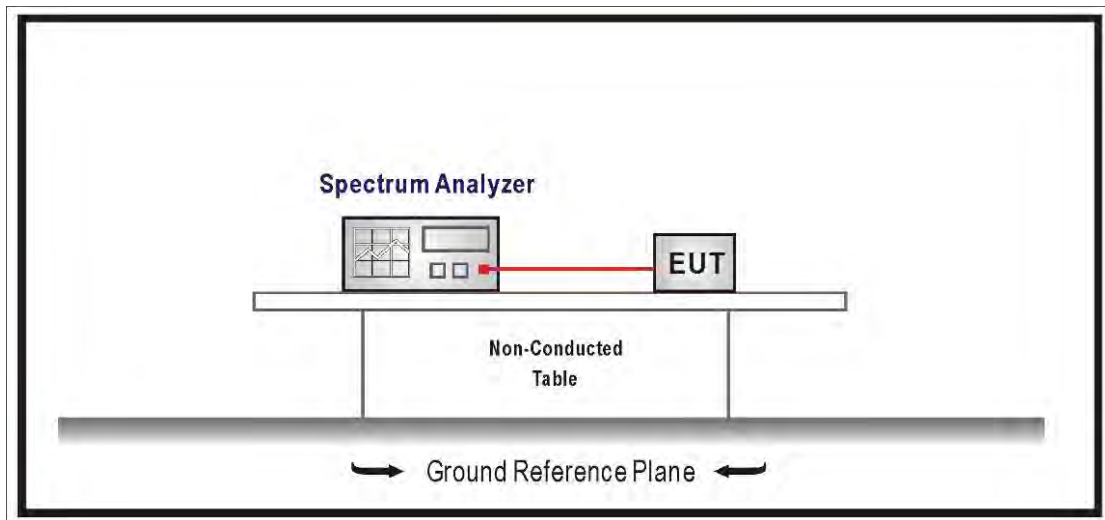 Spectrum Analyzer
EUT
Non-Conducted
Table
Ground Reference Plane